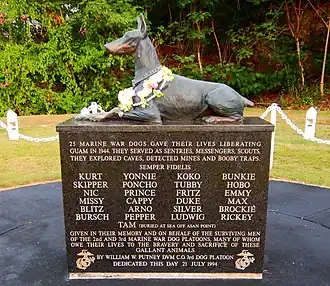 25 MARINE WAR DOGS GAVE THEIR LIVES LIBERATING
GUAM IN 1944. THEY SERVED AS SENTRIES, MESSENGERS, SCOUTS.
THEY EXPLORED CAVES, DETECTED MINES AND BOOBY TRAPS.
SEMPER FIDELIS
KURT YONNIE KOKO BUNKIE
SKIPPER PONCHO TUBBY HOBO
NIC PRINCE FRITZ EMMY
MISSY CAPPY DUKE MAX
BLITZ ARNO SILVER BROCKIE
BURSCH PEPPER LUDWIG RICKEY
TAM (BURIED AT SEA OFF ASAN POINT)
GIVEN IN THEIR MEMORY AND ON BEHALF OF THE SURVIVING MEN
OF THE 2nd AND 3rd MARINE WAR DOG PLATOONS, MANY OF WHOM
OWE THEIR LIVES TO THE BRAVERY AND SACRIFICE OF THESE
GALLANT ANIMALS
BY WILLIAM W. PUTNEY DVM C.O 3rd DOG PLATOON
DEDICATED THIS DAY 21 JULY 1994